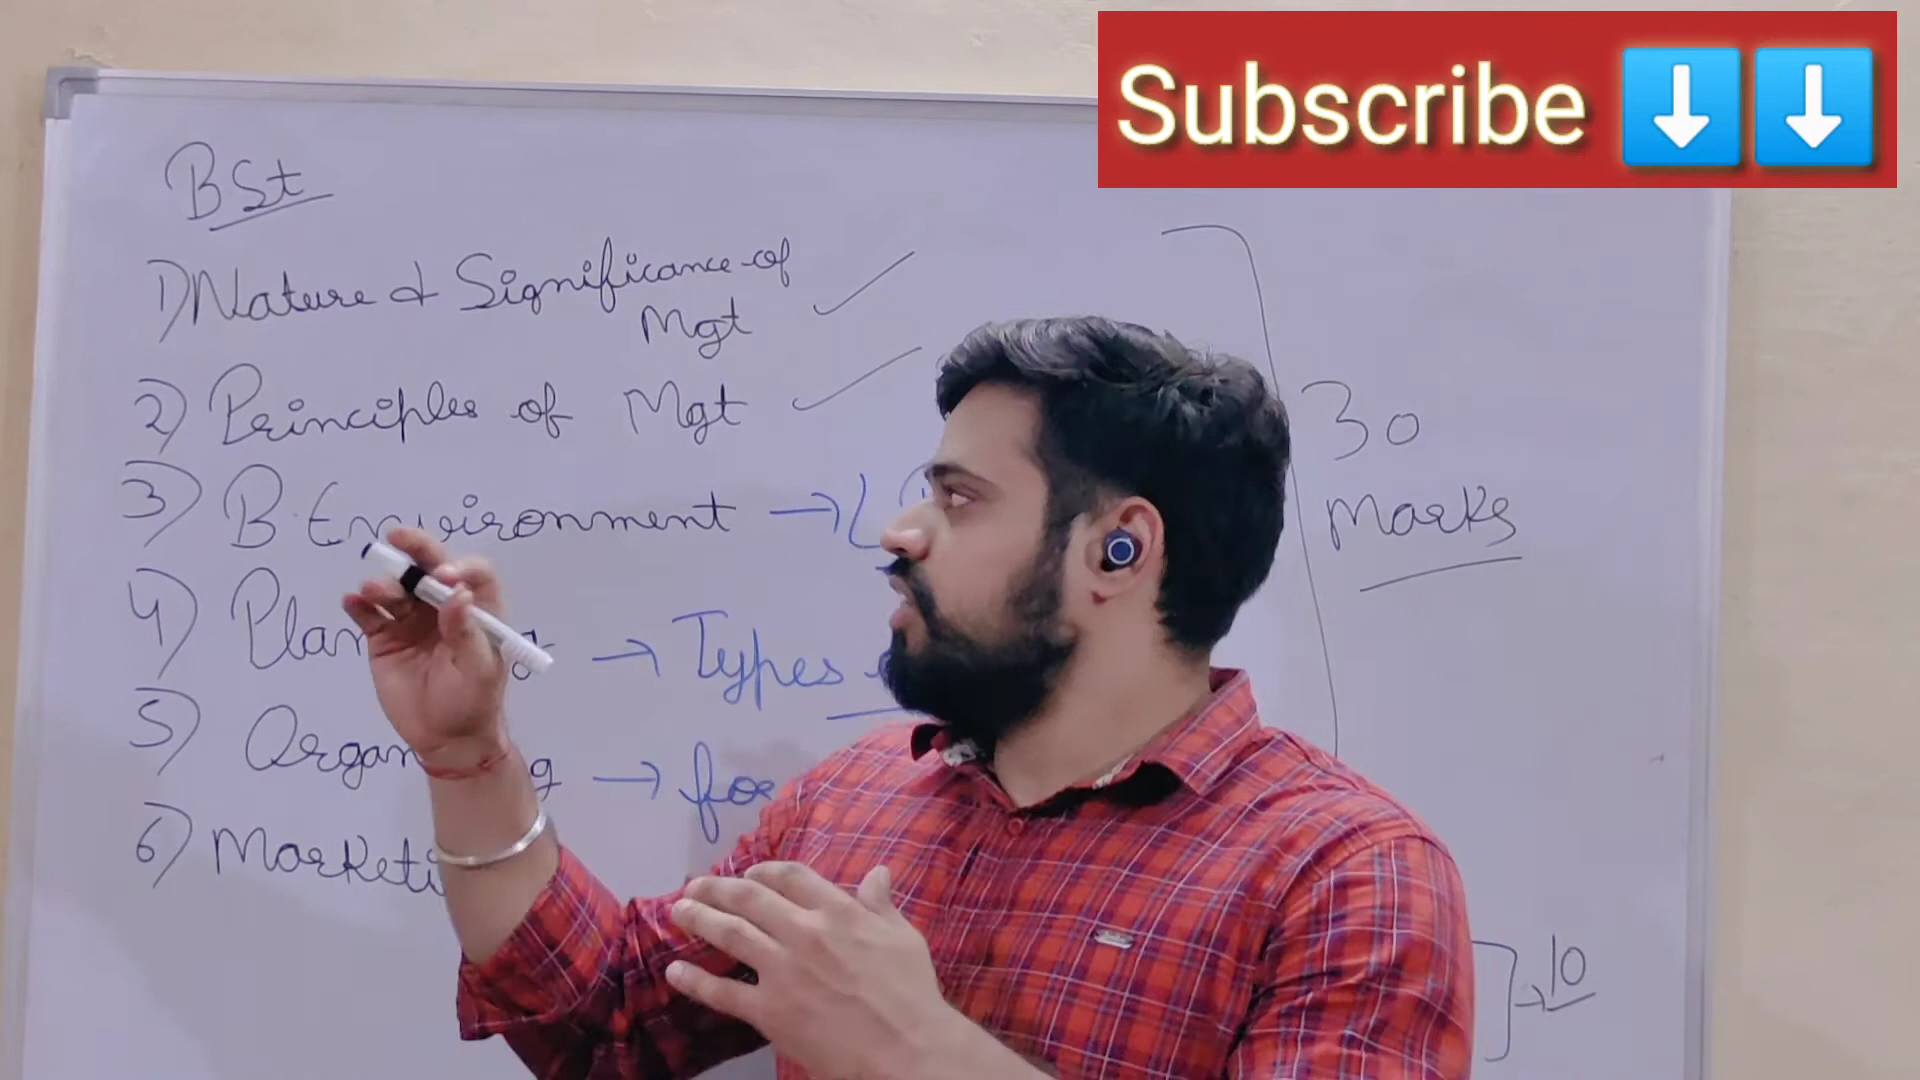 Subscribe ⬇️⬇️
BSt
1) Nature & Significance of
Mgt
2) Principles of Mgt
3) B. Environment →
4)
→ Types
5)
→ for
6)
30
Marks
→ 10